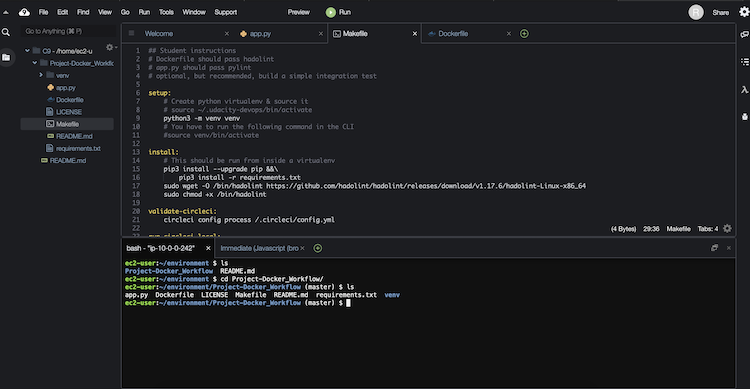 File Edit Find View Go Run Tools Window Support Preview Run R Share
Go to Anything (⌘ P)
Welcome app.py Makefile Dockerfile
C9 - /home/ec2-u
Project-Docker_Workflo
venv
app.py
Dockerfile
LICENSE
Makefile
README.md
requirements.txt
README.md
1 ## Student instructions
2 # Dockerfile should pass hadolint
3 # app.py should pass pylint
4 # optional, but recommended, build a simple integration test
5
6 setup:
7 # Create python virtualenv & source it
8 # source ~/.udacity-devops/bin/activate
9 python3 -m venv venv
10 # You have to run the following command in the CLI
11 #source venv/bin/activate
12
13 install:
14 # This should be run from inside a virtualenv
15 pip3 install --upgrade pip &&\
16 pip3 install -r requirements.txt
17 sudo wget -O /bin/hadolint https://github.com/hadolint/hadolint/releases/download/v1.17.6/hadolint-Linux-x86_64
18 sudo chmod +x /bin/hadolint
19
20 validate-circleci:
21 circleci config process /.circleci/config.yml
22
(4 Bytes) 29:36 Makefile Tabs: 4
bash - "ip-10-0-0-242" Immediate (Javascript (bro
ec2-user:~/environment $ ls
Project-Docker_Workflow README.md
ec2-user:~/environment $ cd Project-Docker_Workflow/
ec2-user:~/environment/Project-Docker_Workflow (master) $ ls
app.py Dockerfile LICENSE Makefile README.md requirements.txt venv
ec2-user:~/environment/Project-Docker_Workflow (master) $